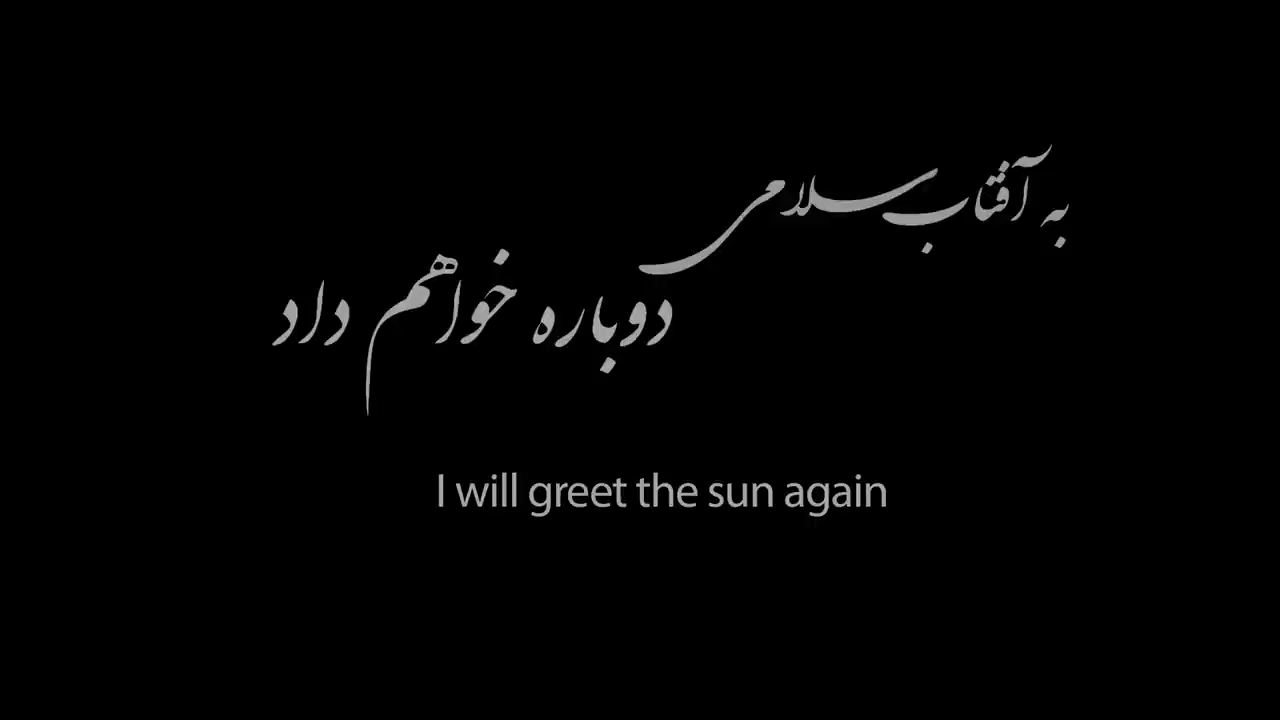 به آفتاب سلامی
دوباره خواهم داد
I will greet the sun again